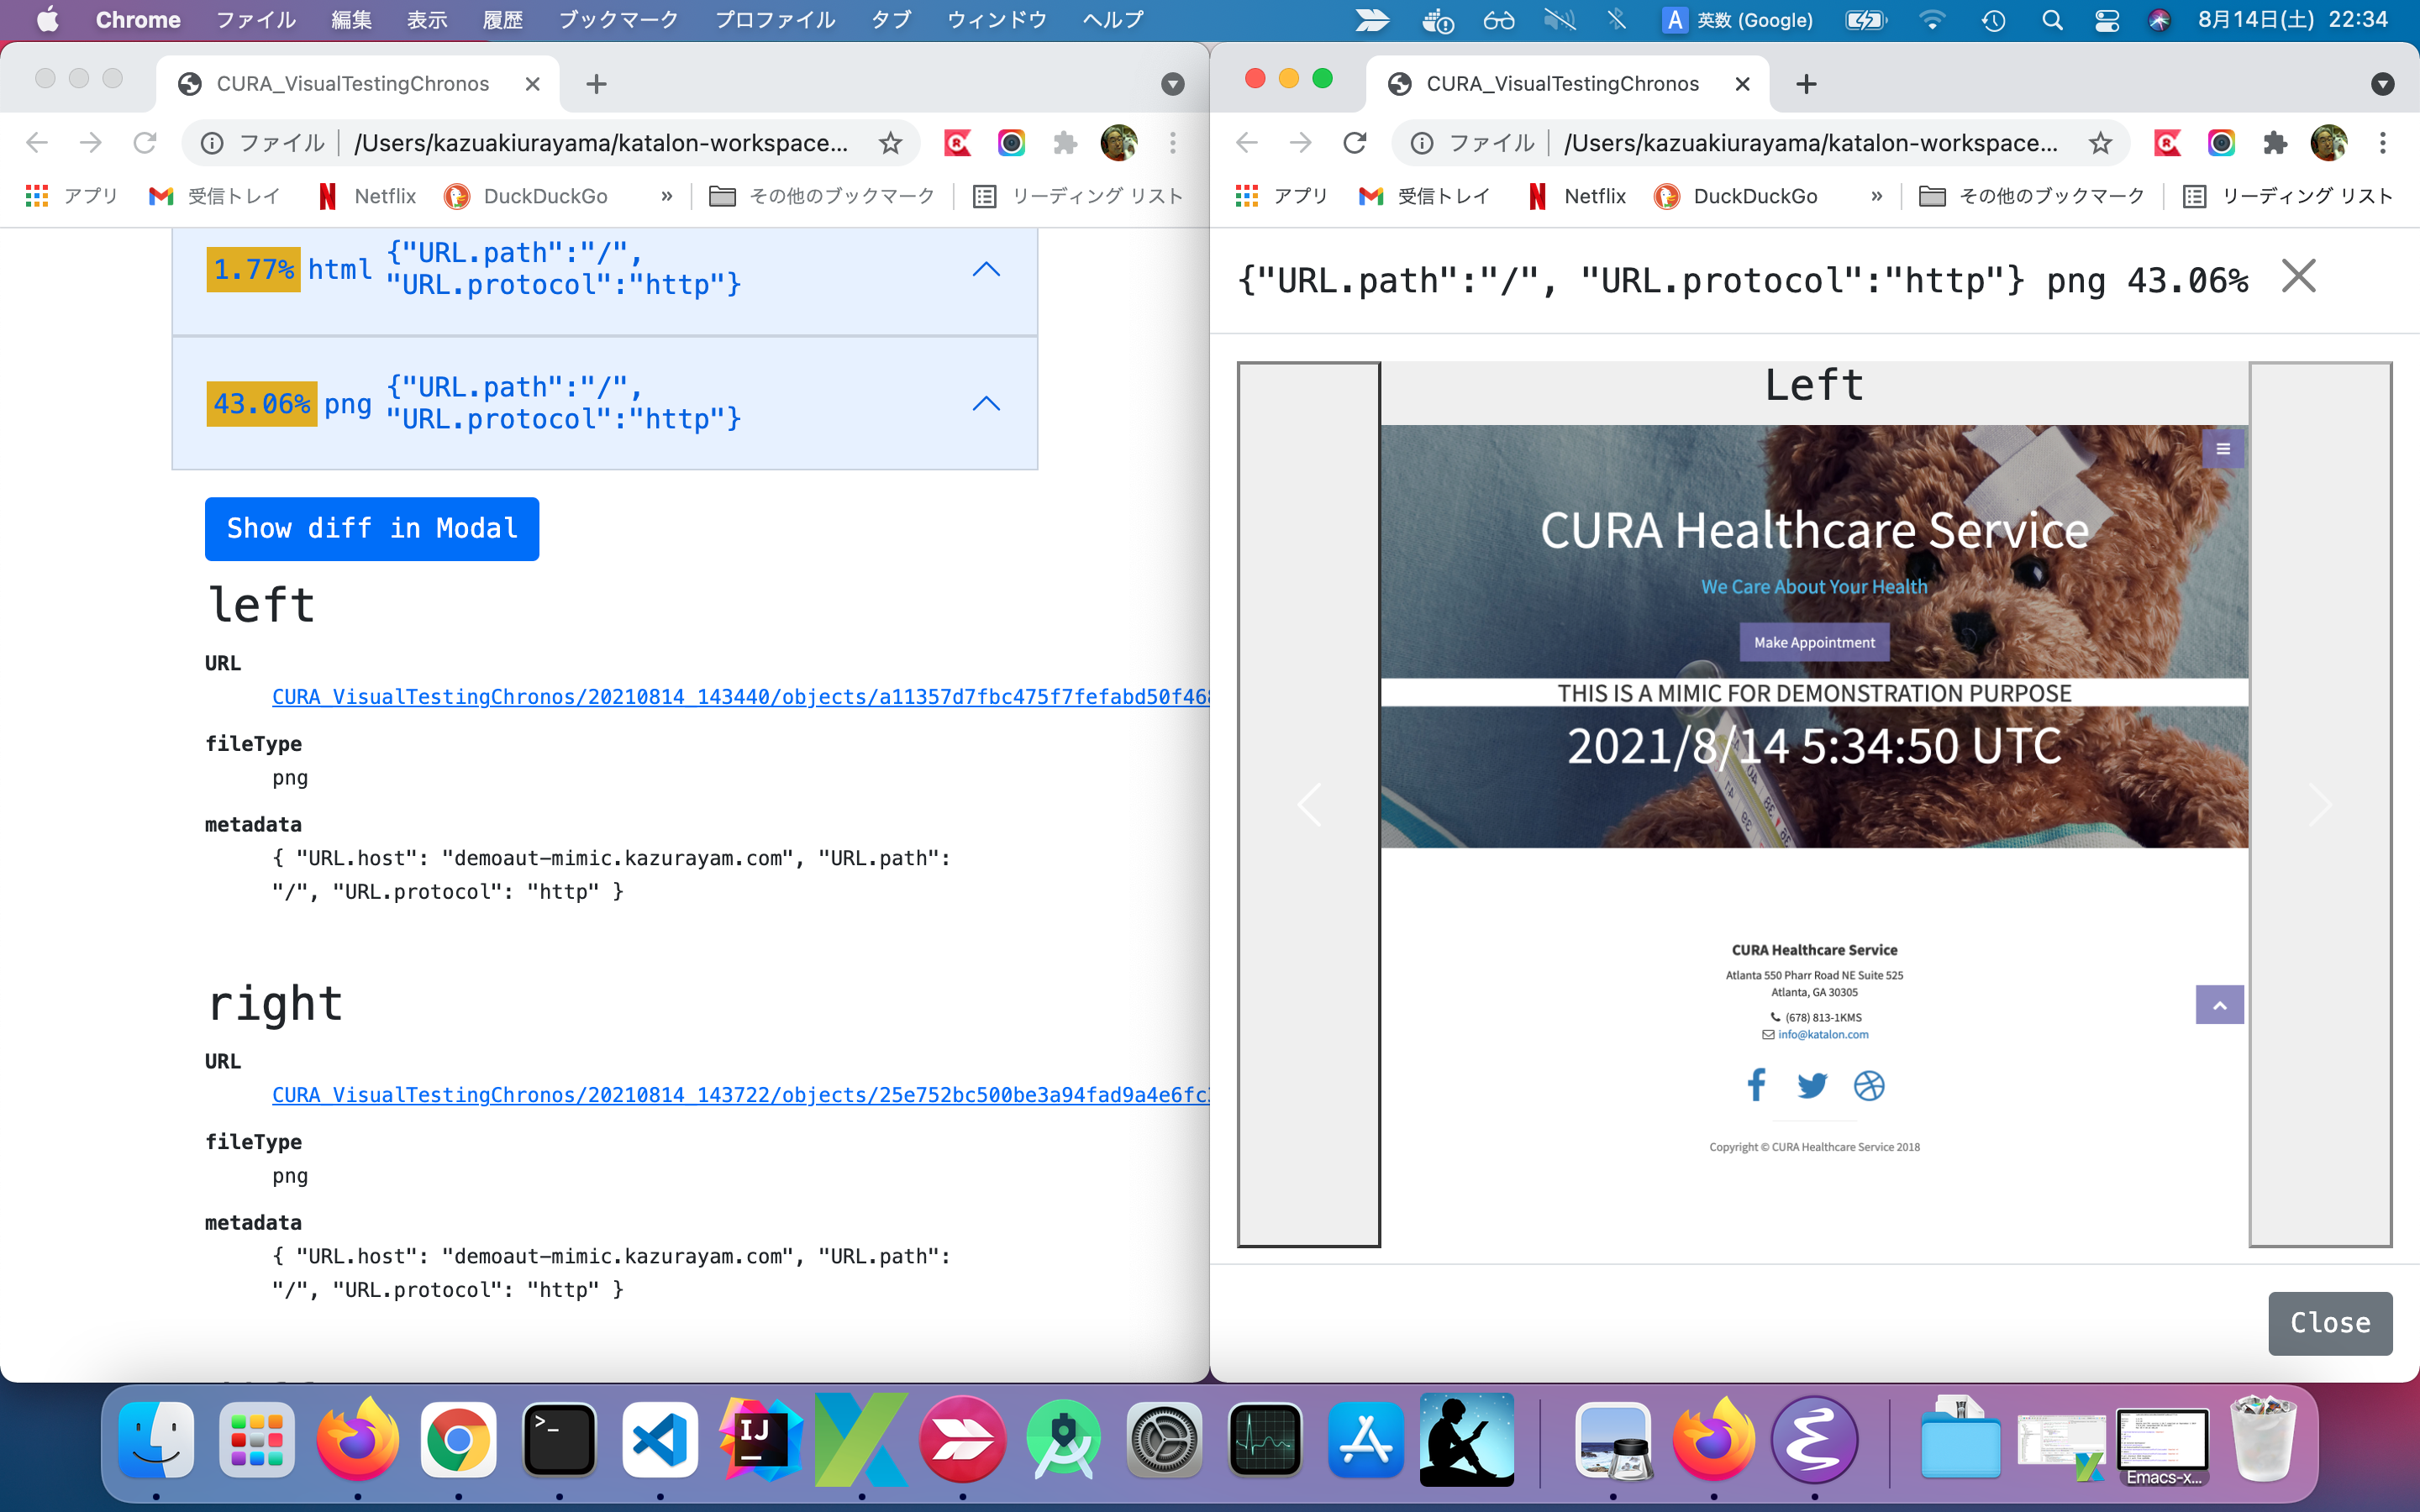 Chrome ファイル 編集 表示 履歴 ブックマーク プロファイル タブ ウィンドウ ヘルプ
A 英数 (Google) 8月14日(土) 22:34
CURA_VisualTestingChronos
ファイル /Users/kazuakiurayama/katalon-workspace...
アプリ 受信トレイ Netflix DuckDuckGo » その他のブックマーク リーディング リスト
1.77% html {"URL.path":"/",
"URL.protocol":"http"}
43.06% png {"URL.path":"/",
"URL.protocol":"http"}
Show diff in Modal
left
URL
CURA_VisualTestingChronos/20210814_143440/objects/a11357d7fbc475f7fefabd50f46
fileType
png
metadata
{ "URL.host": "demoaut-mimic.kazurayam.com", "URL.path":
"/", "URL.protocol": "http" }
right
URL
CURA_VisualTestingChronos/20210814_143722/objects/25e752bc500be3a94fad9a4e6fc
fileType
png
metadata
{ "URL.host": "demoaut-mimic.kazurayam.com", "URL.path":
"/", "URL.protocol": "http" }
CURA_VisualTestingChronos
ファイル /Users/kazuakiurayama/katalon-workspace...
アプリ 受信トレイ Netflix DuckDuckGo » その他のブックマーク リーディング リスト
{"URL.path":"/", "URL.protocol":"http"} png 43.06%
Left
CURA Healthcare Service
We Care About Your Health
Make Appointment
THIS IS A MIMIC FOR DEMONSTRATION PURPOSE
2021/8/14 5:34:50 UTC
CURA Healthcare Service
Atlanta 550 Pharr Road NE Suite 525
Atlanta, GA 30305
(678) 813-1KMS
info@katalon.com
Copyright © CURA Healthcare Service 2018
Close
>_
IJ
Emacs-x...